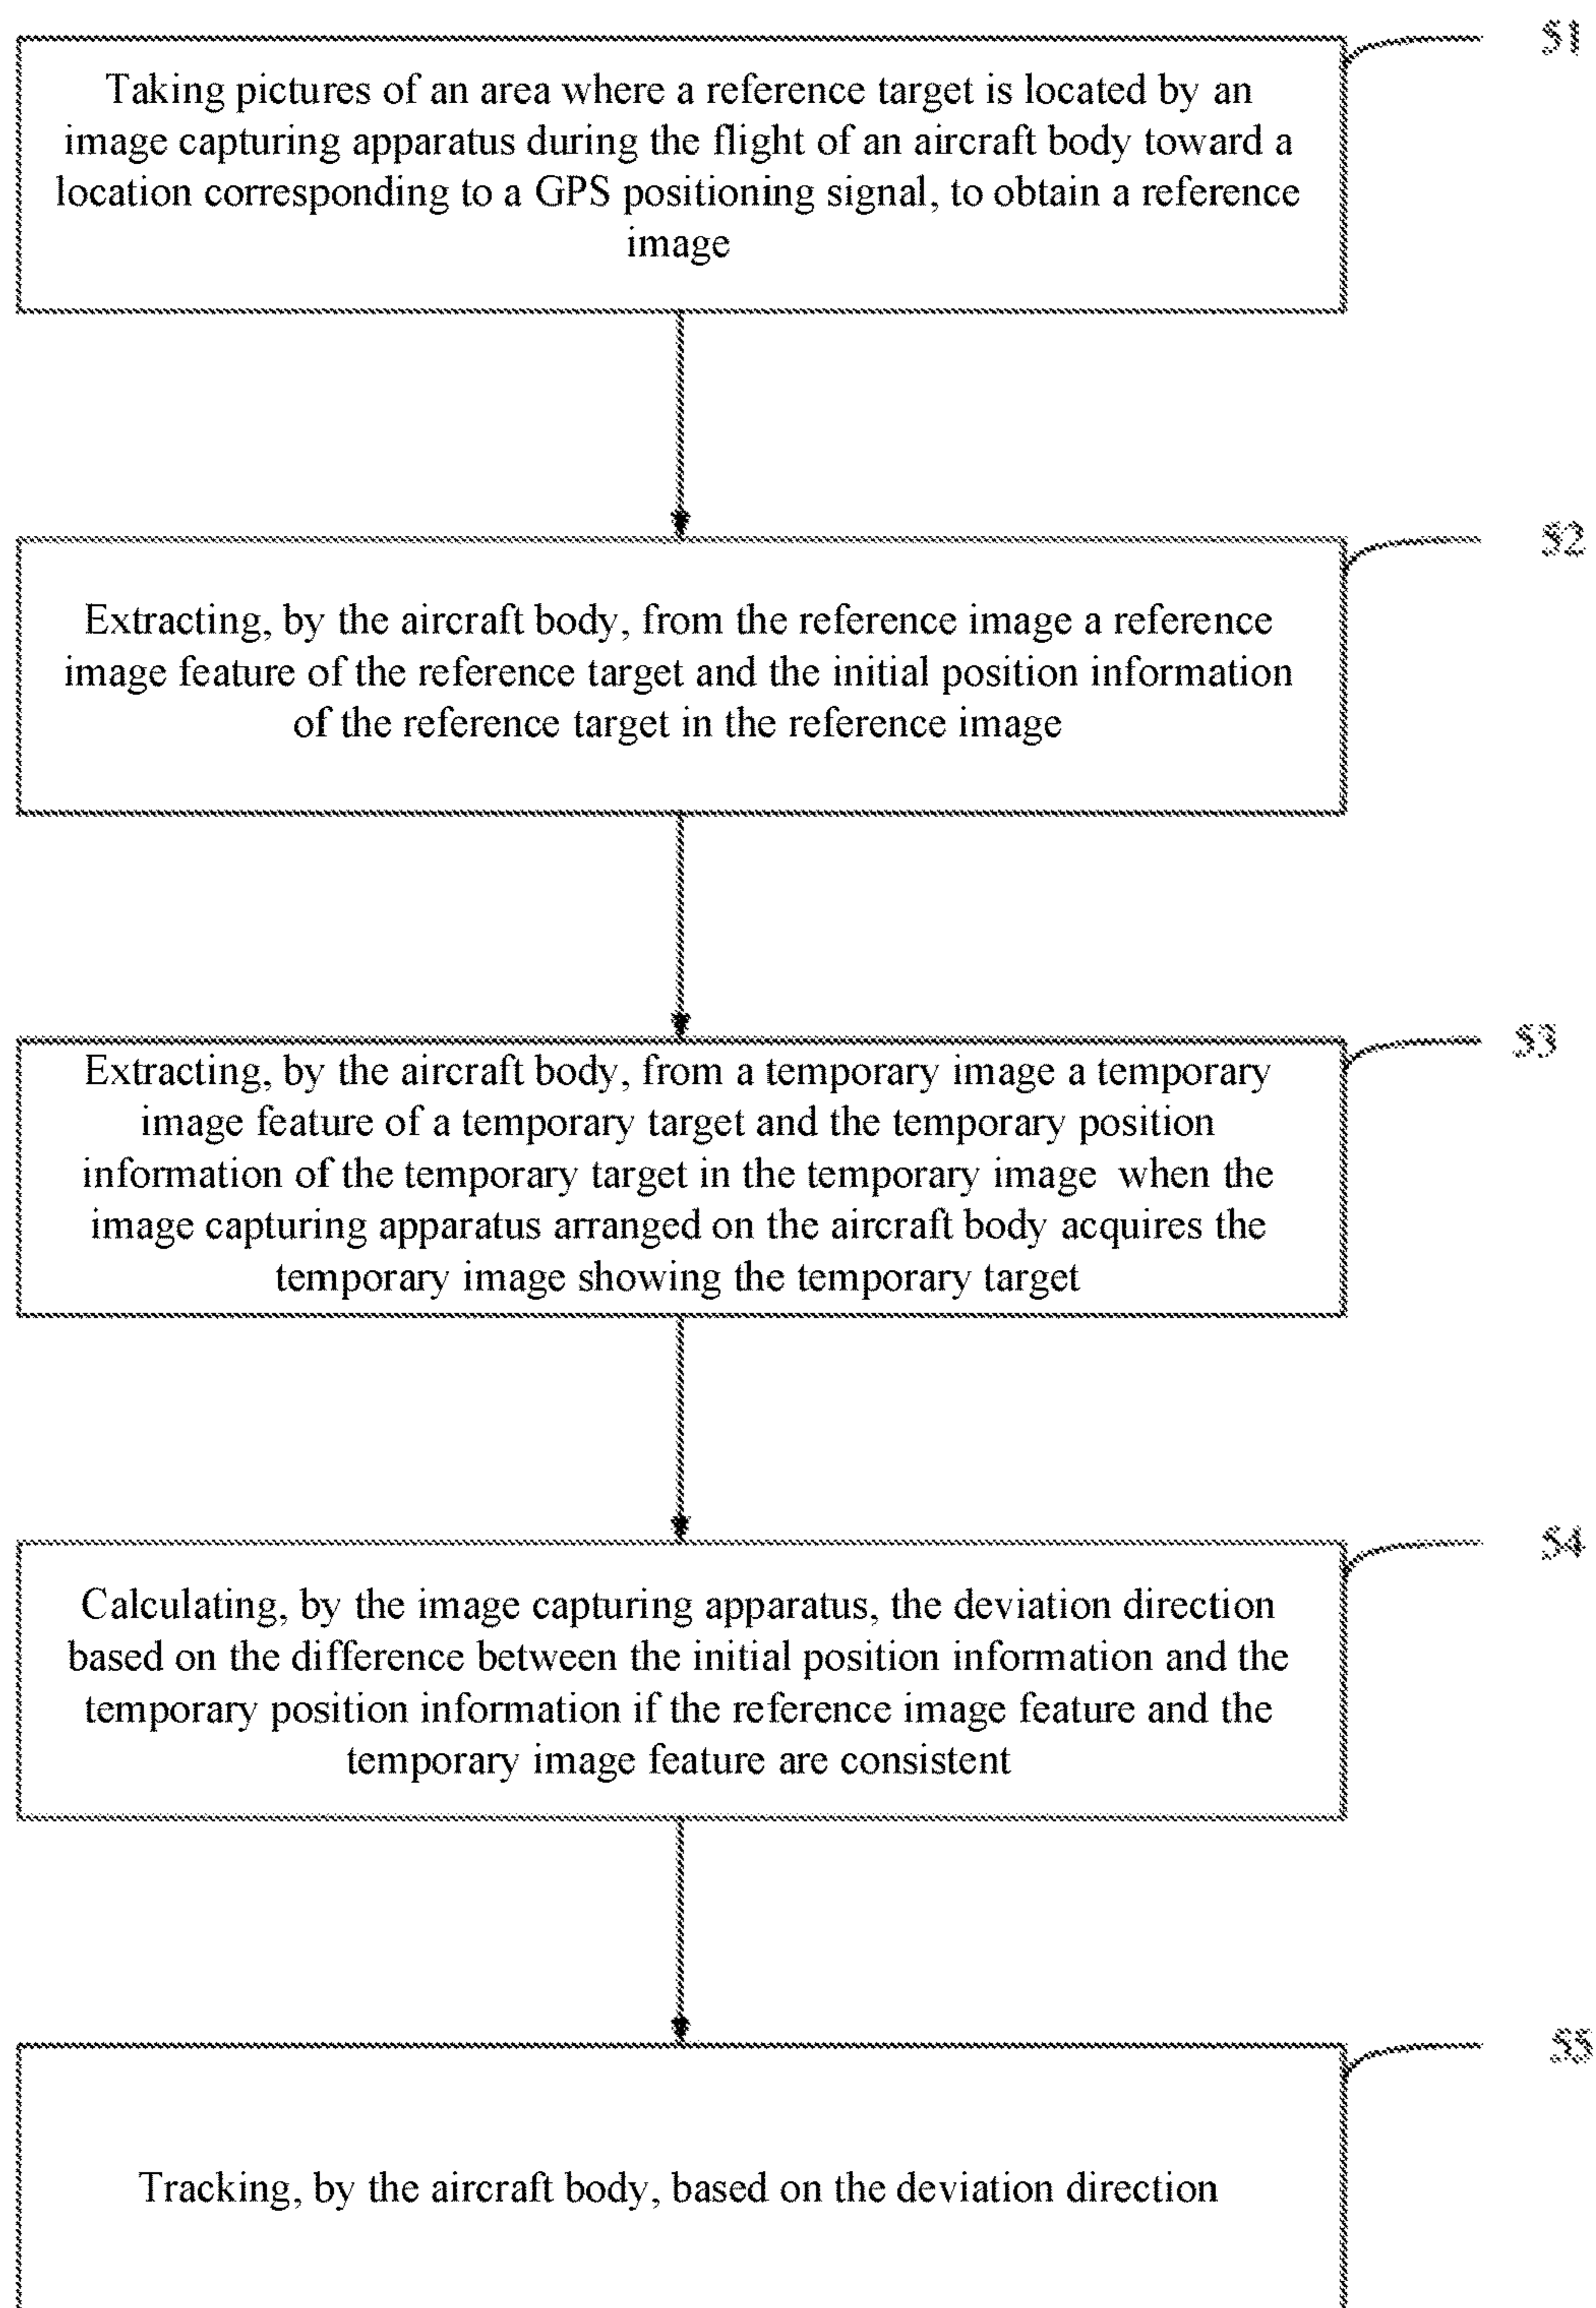 S1
Taking pictures of an area where a reference target is located by an
image capturing apparatus during the flight of an aircraft body toward a
location corresponding to a GPS positioning signal, to obtain a reference
image
S2
Extracting, by the aircraft body, from the reference image a reference
image feature of the reference target and the initial position information
of the reference target in the reference image
S3
Extracting, by the aircraft body, from a temporary image a temporary
image feature of a temporary target and the temporary position
information of the temporary target in the temporary image when the
image capturing apparatus arranged on the aircraft body acquires the
temporary image showing the temporary target
S4
Calculating, by the image capturing apparatus, the deviation direction
based on the difference between the initial position information and the
temporary position information if the reference image feature and the
temporary image feature are consistent
S5
Tracking, by the aircraft body, based on the deviation direction